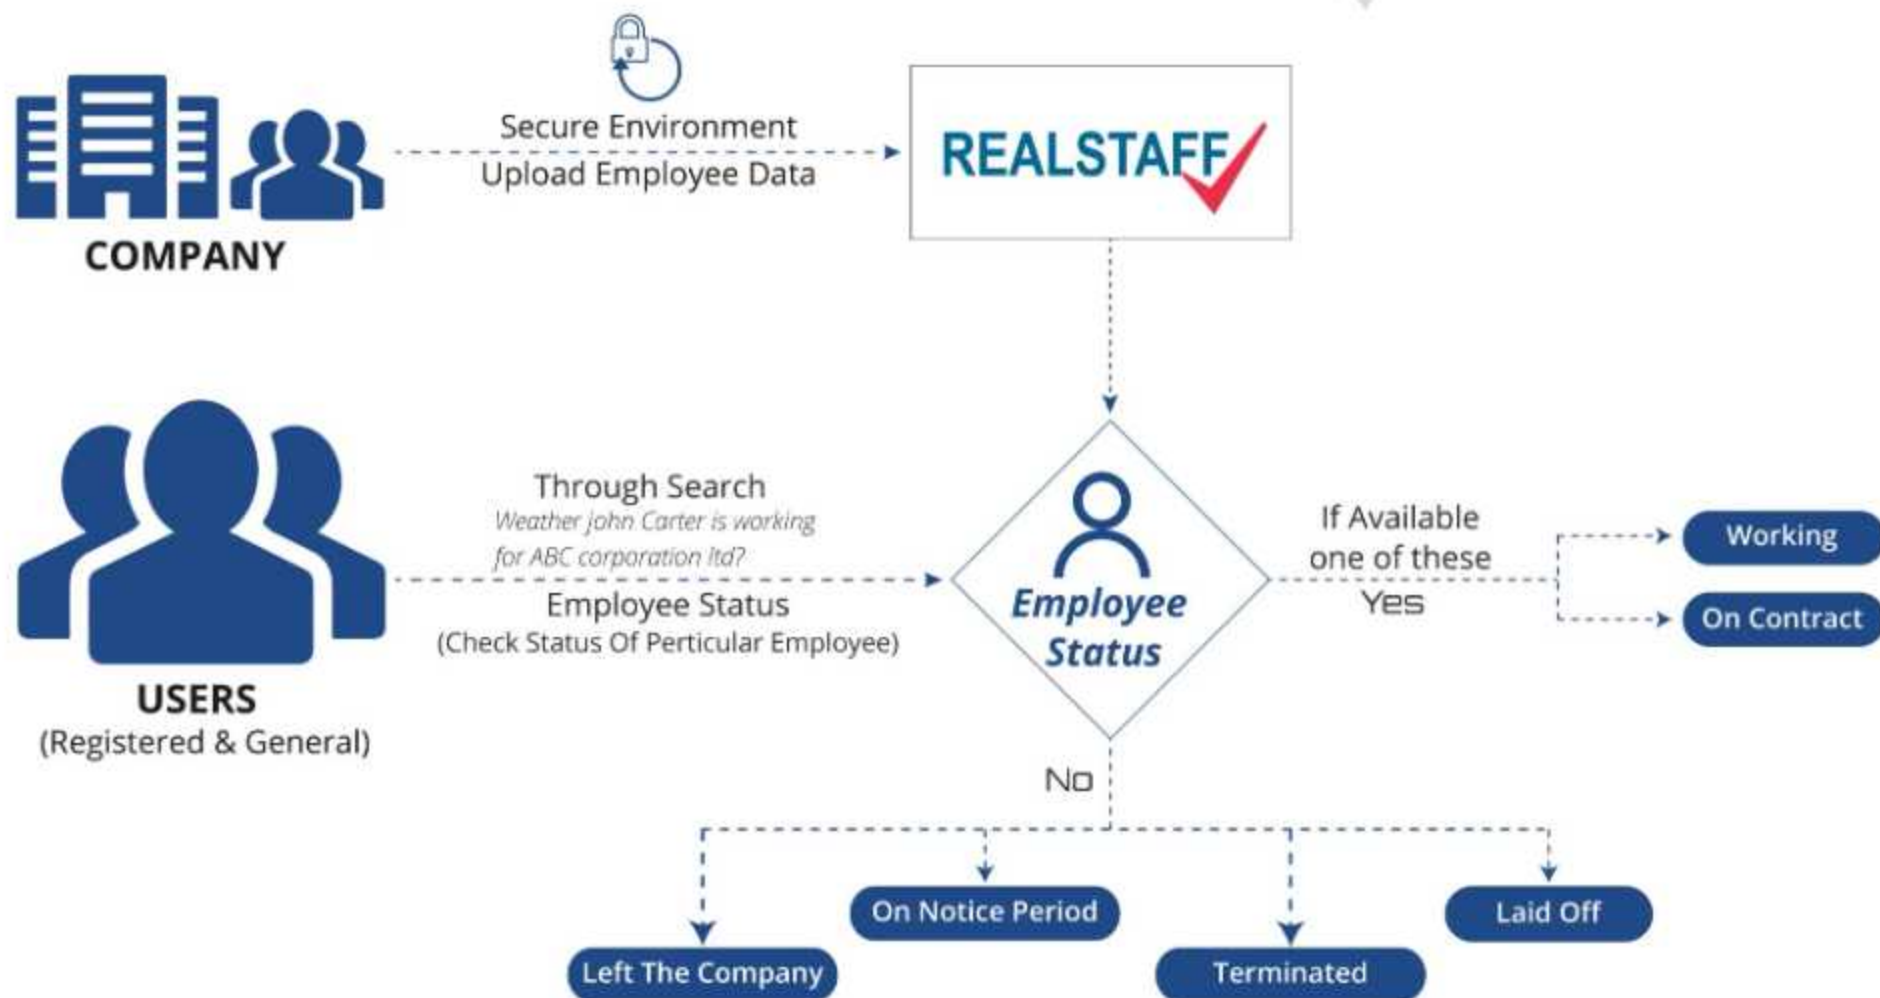 Secure Environment
Upload Employee Data
REALSTAFF
COMPANY
Through Search
Weather John Carter is working
for ABC corporation ltd?
Employee Status
(Check Status Of Perticular Employee)
USERS
(Registered & General)
Employee
Status
If Available
one of these
Yes
Working
On Contract
No
On Notice Period
Laid Off
Left The Company
Terminated